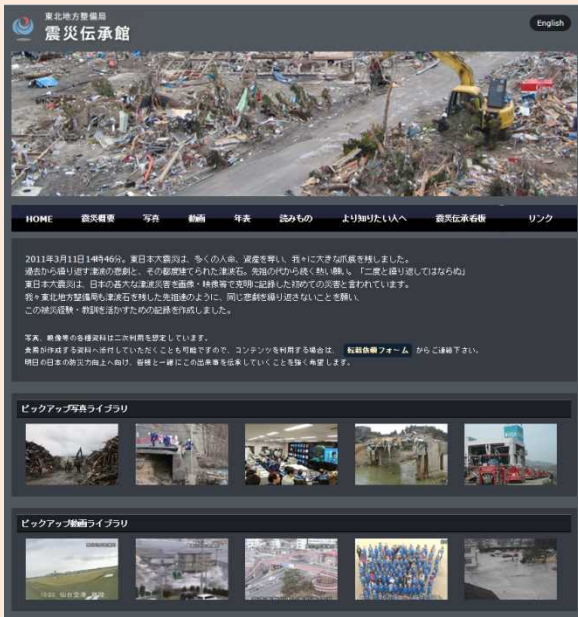 東北地方整備局
震災伝承館
English
HOME 震災概要 写真 動画 年表 読みもの より知りたい人へ 震災伝承看板 リンク
2011年3月11日14時46分。東日本大震災は、多くの人命、資産を奪い、我々に大きな爪痕を残しました。
過去から繰り返す津波の悲劇と、その都度建てられた津波石。先祖の代から続く熱い願い。「二度と繰り返してはならぬ」
東日本大震災は、日本の甚大な津波災害を画像・映像等で克明に記録した初めての災害と言われています。
我々東北地方整備局も津波石を残した先祖達のように、同じ悲劇を繰り返さないことを願い、
この被災経験・教訓を活かすための記録を作成しました。
写真、映像等の各種資料は二次利用を想定しています。
各県が作成する資料へ添付していただくことも可能ですので、コンテンツを利用する場合は、 転載依頼フォーム からご連絡下さい。
明日の日本の防災力向上へ向け、皆様と一緒にこの出来事を伝承していくことを強く希望します。
ピックアップ写真ライブラリ
ピックアップ動画ライブラリ
仙台空港